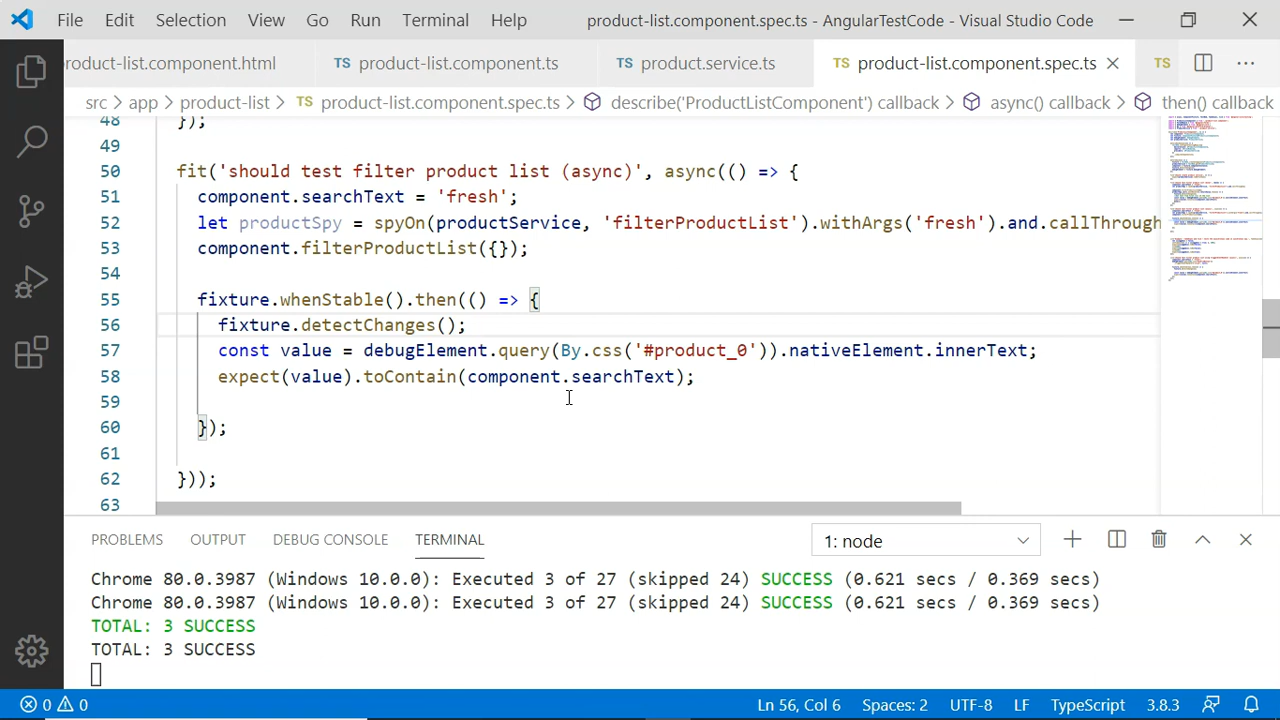 File Edit Selection View Go Run Terminal Help product-list.component.spec.ts - AngularTestCode - Visual Studio Code
product-list.component.html TS product-list.component.ts TS product.service.ts TS product-list.component.spec.ts TS
src > app > product-list > TS product-list.component.spec.ts > describe('ProductListComponent') callback > async() callback > then() callback
48 });
49
50 fit('should test filter product list (async)', async(() => {
51 component.searchText = 'fresh';
52 let productSpy = spyOn(productService, 'filterProductList').withArgs('fresh').and.callThrough
53 component.filterProductList({});
54
55 fixture.whenStable().then(() => {
56 fixture.detectChanges();
57 const value = debugElement.query(By.css('#product_0')).nativeElement.innerText;
58 expect(value).toContain(component.searchText);
59
60 });
61
62 }));
63
PROBLEMS OUTPUT DEBUG CONSOLE TERMINAL 1: node
Chrome 80.0.3987 (Windows 10.0.0): Executed 3 of 27 (skipped 24) SUCCESS (0.621 secs / 0.369 secs)
Chrome 80.0.3987 (Windows 10.0.0): Executed 3 of 27 (skipped 24) SUCCESS (0.621 secs / 0.369 secs)
TOTAL: 3 SUCCESS
TOTAL: 3 SUCCESS
0 0 Ln 56, Col 6 Spaces: 2 UTF-8 LF TypeScript 3.8.3